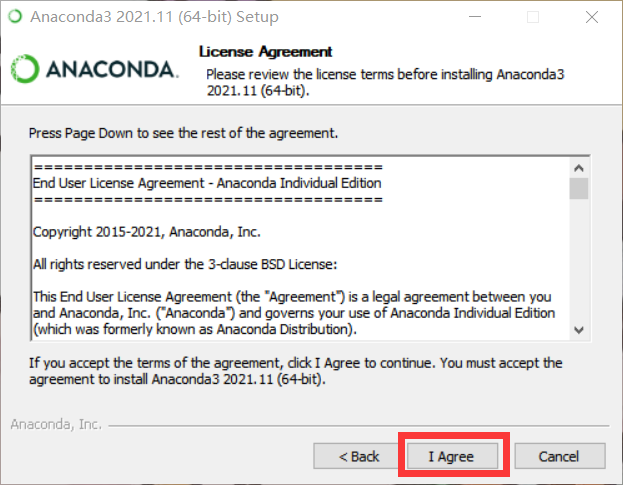 Anaconda3 2021.11 (64-bit) Setup
License Agreement
ANACONDA.
Please review the license terms before installing Anaconda3
2021.11 (64-bit).
Press Page Down to see the rest of the agreement.
===================================
End User License Agreement - Anaconda Individual Edition
===================================
Copyright 2015-2021, Anaconda, Inc.
All rights reserved under the 3-clause BSD License:
This End User License Agreement (the "Agreement") is a legal agreement between you
and Anaconda, Inc. ("Anaconda") and governs your use of Anaconda Individual Edition
(which was formerly known as Anaconda Distribution).
If you accept the terms of the agreement, click I Agree to continue. You must accept the
agreement to install Anaconda3 2021.11 (64-bit).
Anaconda, Inc.
< Back
I Agree
Cancel